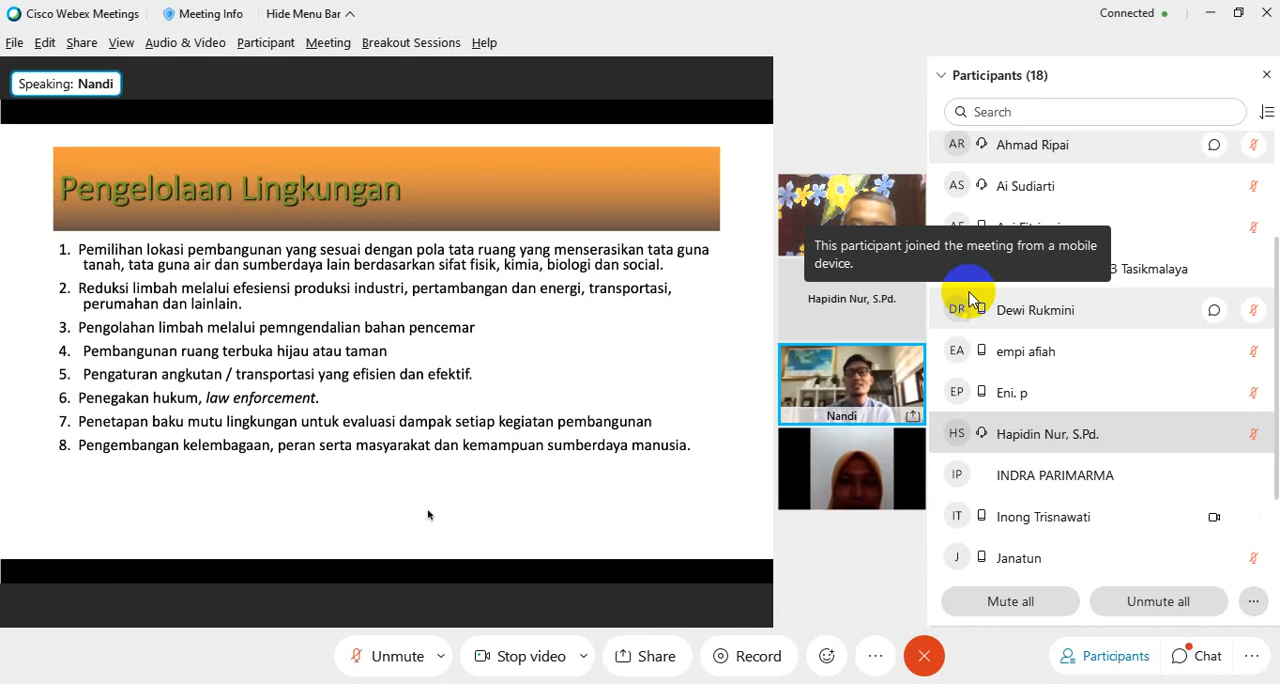 Cisco Webex Meetings
Meeting Info
Hide Menu Bar
Connected
File Edit Share View Audio & Video Participant Meeting Breakout Sessions Help
Speaking: Nandi
Pengelolaan Lingkungan
1. Pemilihan lokasi pembangunan yang sesuai dengan pola tata ruang yang menserasikan tata guna
tanah, tata guna air dan sumberdaya lain berdasarkan sifat fisik, kimia, biologi dan social.
2. Reduksi limbah melalui efesiensi produksi industri, pertambangan dan energi, transportasi,
perumahan dan lainlain.
3. Pengolahan limbah melalui pemngendalian bahan pencemar
4. Pembangunan ruang terbuka hijau atau taman
5. Pengaturan angkutan / transportasi yang efisien dan efektif.
6. Penegakan hukum, law enforcement.
7. Penetapan baku mutu lingkungan untuk evaluasi dampak setiap kegiatan pembangunan
8. Pengembangan kelembagaan, peran serta masyarakat dan kemampuan sumberdaya manusia.
Hapidin Nur, S.Pd.
Nandi
Participants (18)
Search
AR Ahmad Ripai
AS Ai Sudiarti
This participant joined the meeting from a mobile
device.
3 Tasikmalaya
DR Dewi Rukmini
EA empi afiah
EP Eni. p
HS Hapidin Nur, S.Pd.
IP INDRA PARIMARMA
IT Inong Trisnawati
J Janatun
Mute all
Unmute all
Unmute
Stop video
Share
Record
Participants
Chat